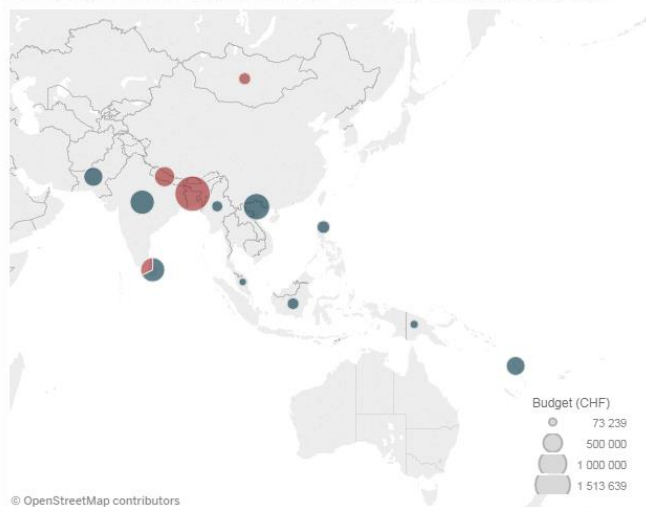 Budget (CHF)
73 239
500 000
1 000 000
1 513 639
© OpenStreetMap contributors